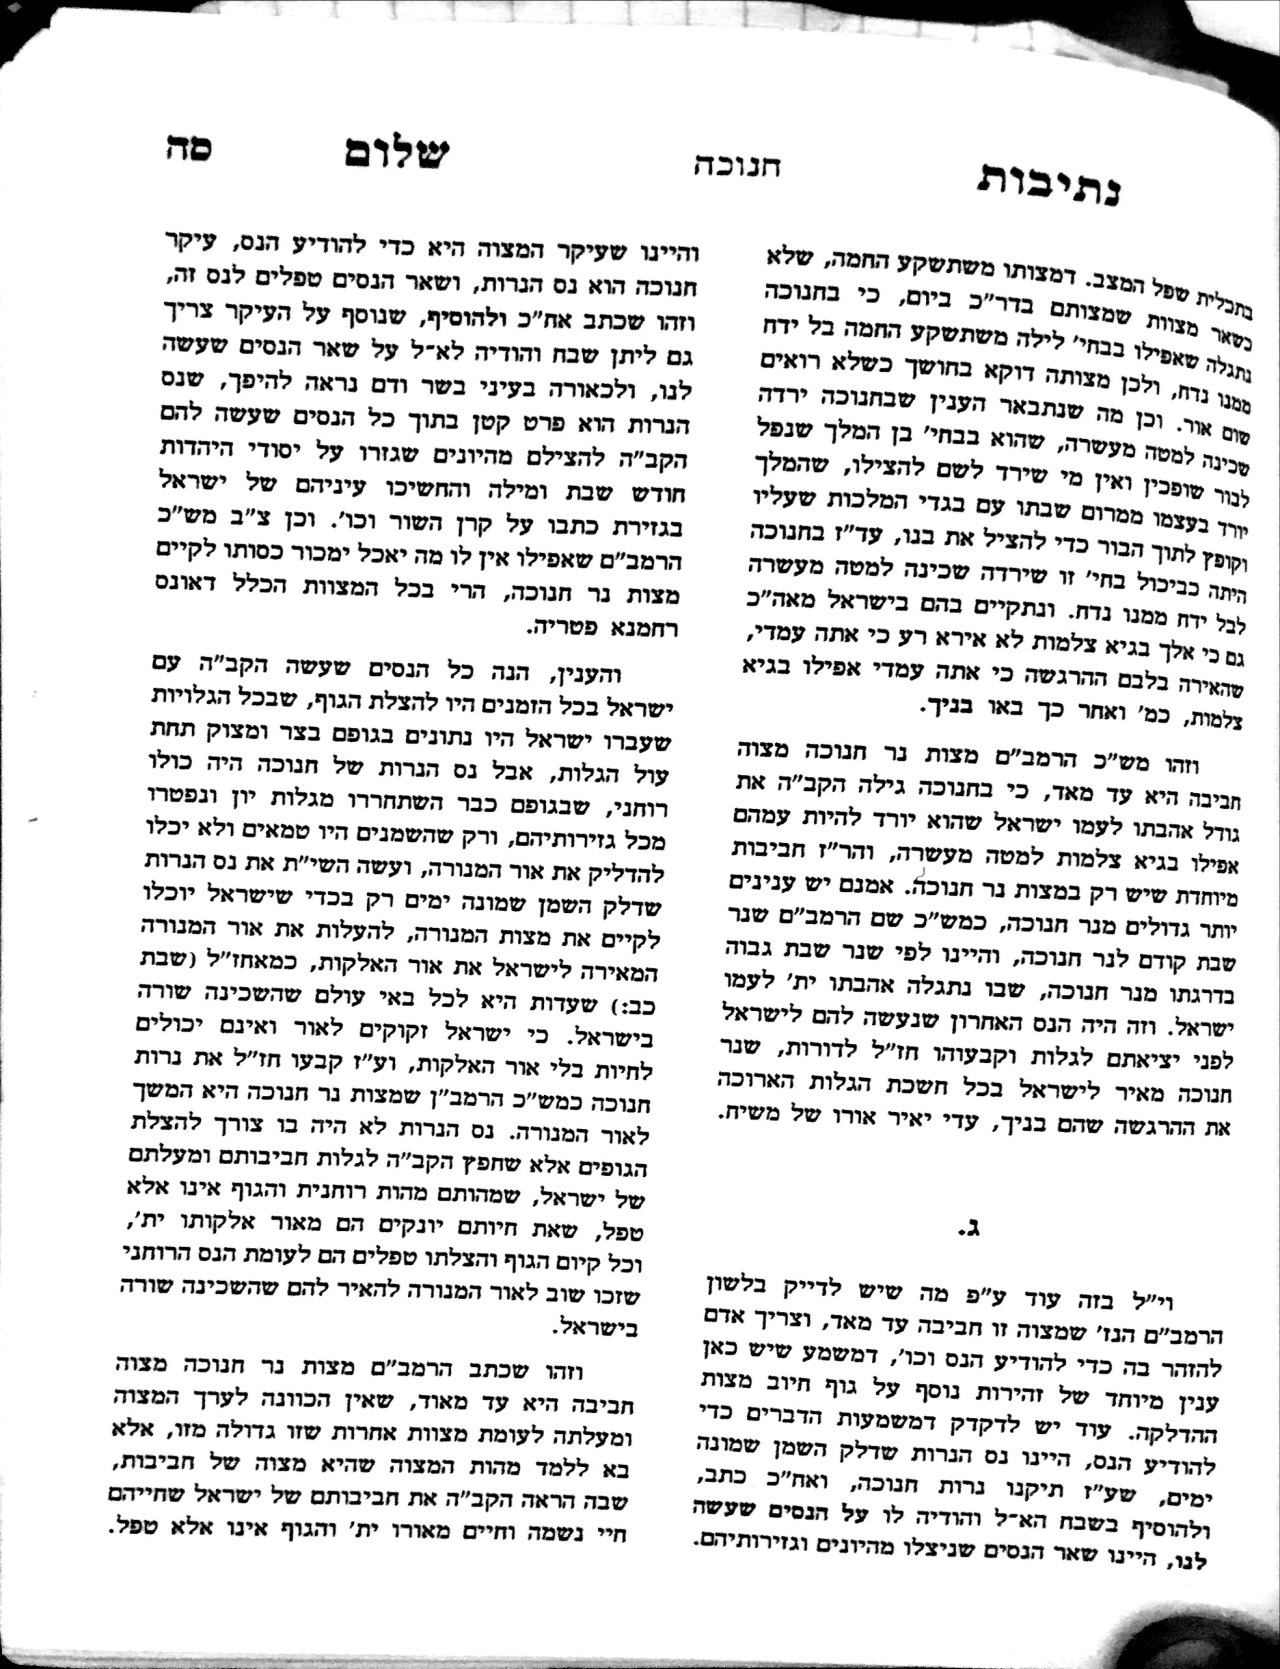 נתיבות חנוכה שלום סה
בתכלית שפל המצב. דמצותו משתשקע החמה, שלא
כשאר מצוות שמצותם בדר״כ ביום, כי בחנוכה
נתגלה שאפילו בבחי׳ לילה משתשקע החמה בל ידח
ממנו נדח, ולכן מצותה דוקא בחושך כשלא רואים
שום אור. וכן מה שנתבאר הענין שבחנוכה ירדה
שכינה למטה מעשרה, שהוא בבחי׳ בן המלך שנפל
לבור שופכין ואין מי שירד לשם להצילו, שהמלך
יורד בעצמו ממרום שבתו עם בגדי המלכות שעליו
וקופץ לתוך הבור כדי להציל את בנו, עד״ז בחנוכה
היתה כביכול בחי׳ זו שירדה שכינה למטה מעשרה
לבל ידח ממנו נדח. ונתקיים בהם בישראל מאה״כ
גם כי אלך בגיא צלמות לא אירא רע כי אתה עמדי,
שהאירה בלבם ההרגשה כי אתה עמדי אפילו בגיא
צלמות, כמ׳ ואחר כך באו בניך.
וזהו מש״כ הרמב״ם מצות נר חנוכה מצוה
חביבה היא עד מאד, כי בחנוכה גילה הקב״ה את
גודל אהבתו לעמו ישראל שהוא יורד להיות עמהם
אפילו בגיא צלמות למטה מעשרה, והר״ז חביבות
מיוחדת שיש רק במצות נר חנוכה. אמנם יש ענינים
יותר גדולים מנר חנוכה, כמש״כ שם הרמב״ם שנר
שבת קודם לנר חנוכה, והיינו לפי שנר שבת גבוה
בדרגתו מנר חנוכה, שבו נתגלה אהבתו ית׳ לעמו
ישראל. וזה היה הנס האחרון שנעשה להם לישראל
לפני יציאתם לגלות וקבעוהו חז״ל לדורות, שנר
חנוכה מאיר לישראל בכל חשכת הגלות הארוכה
את ההרגשה שהם בניך, עדי יאיר אורו של משיח.
ג.
וי״ל בזה עוד ע״פ מה שיש לדייק בלשון
הרמב״ם הנז׳ שמצוה זו חביבה עד מאד, וצריך אדם
להזהר בה כדי להודיע הנס וכו׳, דמשמע שיש כאן
ענין מיוחד של זהירות נוסף על גוף חיוב מצות
ההדלקה. עוד יש לדקדק דמשמעות הדברים כדי
להודיע הנס, היינו נס הנרות שדלק השמן שמונה
ימים, שע״ז תיקנו נרות חנוכה, ואח״כ כתב,
ולהוסיף בשבח הא־ל והודיה לו על הנסים שעשה
לנו, היינו שאר הנסים שניצלו מהיונים וגזירותיהם.
והיינו שעיקר המצוה היא כדי להודיע הנס, עיקר
חנוכה הוא נס הנרות, ושאר הנסים טפלים לנס זה,
וזהו שכתב אח״כ ולהוסיף, שנוסף על העיקר צריך
גם ליתן שבח והודיה לא־ל על שאר הנסים שעשה
לנו, ולכאורה בעיני בשר ודם נראה להיפך, שנס
הנרות הוא פרט קטן בתוך כל הנסים שעשה להם
הקב״ה להצילם מהיונים שגזרו על יסודי היהדות
חודש שבת ומילה והחשיכו עיניהם של ישראל
בגזירת כתבו על קרן השור וכו׳. וכן צ״ב מש״כ
הרמב״ם שאפילו אין לו מה יאכל ימכור כסותו לקיים
מצות נר חנוכה, הרי בכל המצוות הכלל דאונס
רחמנא פטריה.
והענין, הנה כל הנסים שעשה הקב״ה עם
ישראל בכל הזמנים היו להצלת הגוף, שבכל הגלויות
שעברו ישראל היו נתונים בגופם בצר ומצוק תחת
עול הגלות, אבל נס הנרות של חנוכה היה כולו
רוחני, שבגופם כבר השתחררו מגלות יון ונפטרו
מכל גזירותיהם, ורק שהשמנים היו טמאים ולא יכלו
להדליק את אור המנורה, ועשה השי״ת את נס הנרות
שדלק השמן שמונה ימים רק בכדי שישראל יוכלו
לקיים את מצות המנורה, להעלות את אור המנורה
המאירה לישראל את אור האלקות, כמאחז״ל (שבת
כב:) שעדות היא לכל באי עולם שהשכינה שורה
בישראל. כי ישראל זקוקים לאור ואינם יכולים
לחיות בלי אור האלקות, וע״ז קבעו חז״ל את נרות
חנוכה כמש״כ הרמב״ן שמצות נר חנוכה היא המשך
לאור המנורה. נס הנרות לא היה בו צורך להצלת
הגופים אלא שחפץ הקב״ה לגלות חביבותם ומעלתם
של ישראל, שמהותם מהות רוחנית והגוף אינו אלא
טפל, שאת חיותם יונקים הם מאור אלקותו ית׳,
וכל קיום הגוף והצלתו טפלים הם לעומת הנס הרוחני
שזכו שוב לאור המנורה להאיר להם שהשכינה שורה
בישראל.
וזהו שכתב הרמב״ם מצות נר חנוכה מצוה
חביבה היא עד מאוד, שאין הכוונה לערך המצוה
ומעלתה לעומת מצוות אחרות שזו גדולה מזו, אלא
בא ללמד מהות המצוה שהיא מצוה של חביבות,
שבה הראה הקב״ה את חביבותם של ישראל שחייהם
חיי נשמה וחיים מאורו ית׳ והגוף אינו אלא טפל.